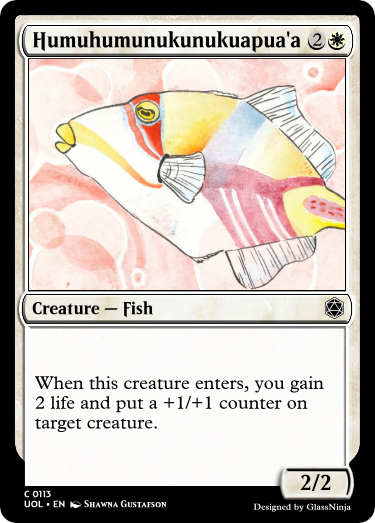 Humuhumunukunukuapua'a 2
Creature — Fish
When this creature enters, you gain
2 life and put a +1/+1 counter on
target creature.
2/2
C 0113
UOL • EN Shawna Gustafson
Designed by GlassNinja